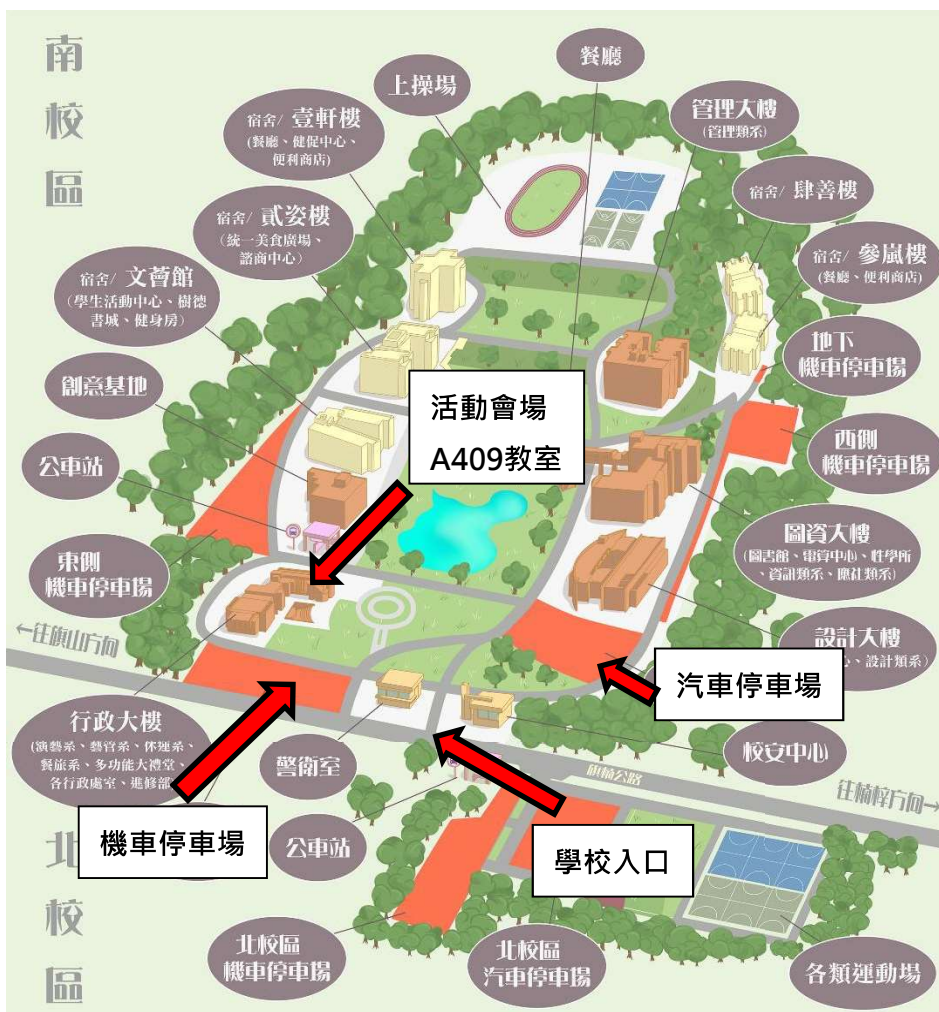 南
校
區
餐廳
上操場
管理大樓
(管理類系)
宿舍/ 壹軒樓
(餐廳、健促中心、
便利商店)
宿舍/ 肆善樓
宿舍/ 貳姿樓
(統一美食廣場、
諮商中心)
宿舍/ 參嵐樓
(餐廳、便利商店)
宿舍/ 文薈館
(學生活動中心、樹德
書城、健身房)
地下
機車停車場
創意基地
活動會場
A409教室
公車站
西側
機車停車場
圖資大樓
(圖書館、電算中心、性學所
、資訊類系、應社類系)
東側
機車停車場
←往旗山方向
設計大樓
、設計類系)
汽車停車場
行政大樓
(演藝系、藝管系、休運系、
餐旅系、多功能大禮堂、
各行政處室、進修部
警衛室
校安中心
旗楠公路
往楠梓方向→
機車停車場
公車站
學校入口
北
校
區
北校區
機車停車場
北校區
汽車停車場
各類運動場